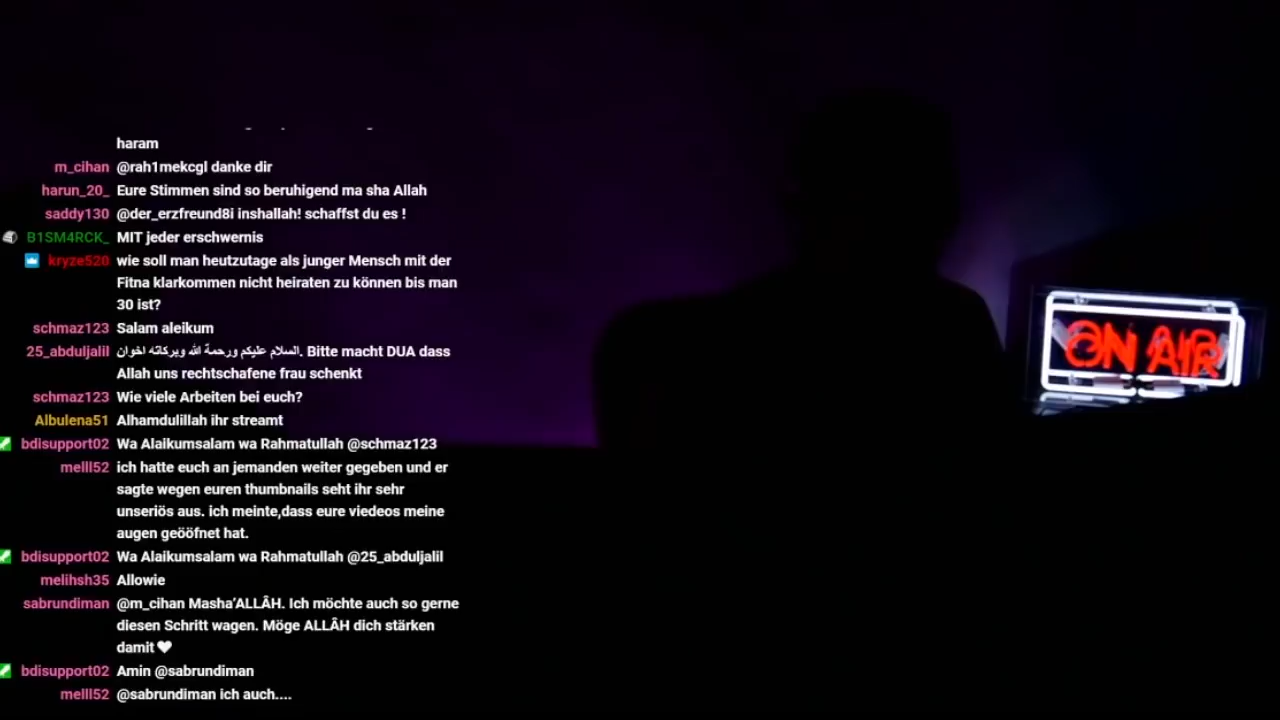 haram
m_cihan @rah1mekcgl danke dir
harun_20_ Eure Stimmen sind so beruhigend ma sha Allah
saddy130 @der_erzfreund8i inshallah! schaffst du es !
B1SM4RCK_ MIT jeder erschwernis
kryze520 wie soll man heutzutage als junger Mensch mit der
Fitna klarkommen nicht heiraten zu können bis man
30 ist?
schmaz123 Salam aleikum
25_abduljalil السلام عليكم ورحمة الله وبركاته اخوان. Bitte macht DUA dass
Allah uns rechtschafene frau schenkt
schmaz123 Wie viele Arbeiten bei euch?
Albulena51 Alhamdulillah ihr streamt
bdisupport02 Wa Alaikumsalam wa Rahmatullah @schmaz123
melll52 ich hatte euch an jemanden weiter gegeben und er
sagte wegen euren thumbnails seht ihr sehr
unseriös aus. ich meinte,dass eure viedeos meine
augen geööfnet hat.
bdisupport02 Wa Alaikumsalam wa Rahmatullah @25_abduljalil
melihsh35 Allowie
sabrundiman @m_cihan Masha'ALLÂH. Ich möchte auch so gerne
diesen Schritt wagen. Möge ALLÂH dich stärken
damit🤍
bdisupport02 Amin @sabrundiman
melll52 @sabrundiman ich auch....
ON AIR